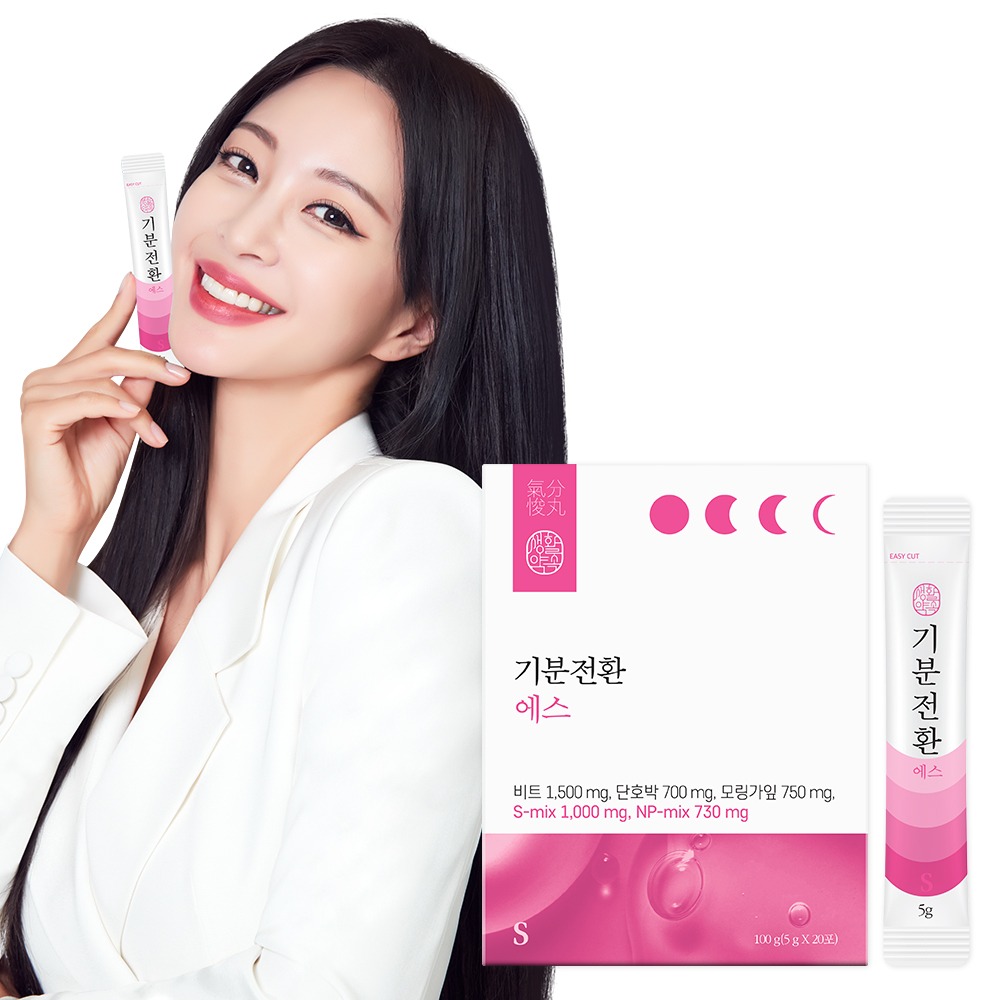 기분전환
에스
S
氣分
悛丸
생활
약속
기분전환
에스
비트 1,500 mg, 단호박 700 mg, 모링가잎 750 mg,
S-mix 1,000 mg, NP-mix 730 mg
S
100 g(5 g X 20포)
EASY CUT
생활
약속
기분전환
에스
S
5g